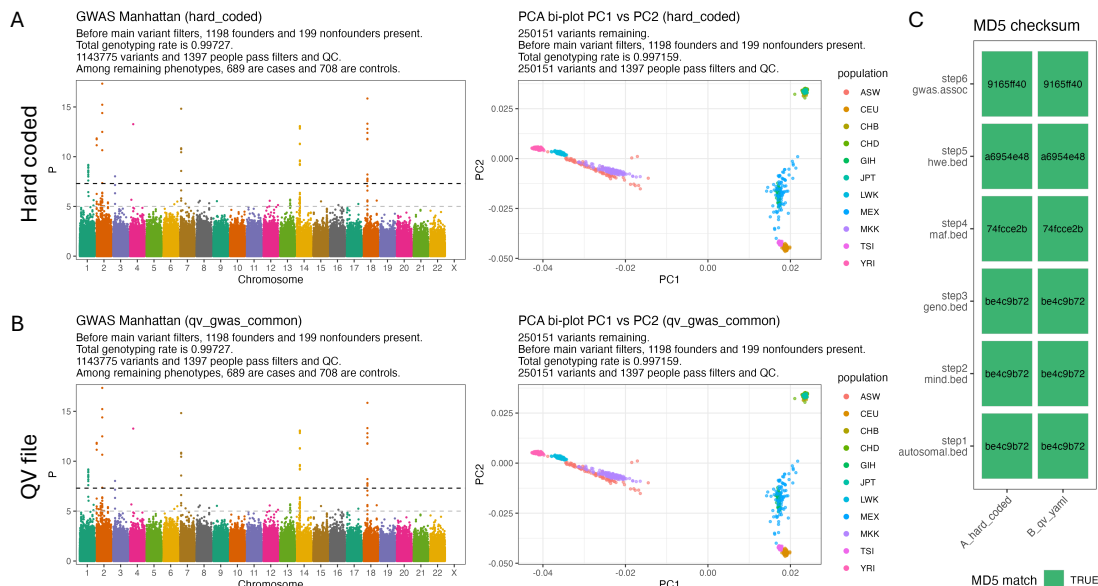 A
Hard coded
GWAS Manhattan (hard_coded)
Before main variant filters, 1198 founders and 199 nonfounders present.
Total genotyping rate is 0.99727.
1143775 variants and 1397 people pass filters and QC.
Among remaining phenotypes, 689 are cases and 708 are controls.
P
15
10
5
0
1 2 3 4 5 6 7 8 9 10 11 12 13 14 15 16 17 18 19 20 21 22 X
Chromosome
PCA bi-plot PC1 vs PC2 (hard_coded)
250151 variants remaining.
Before main variant filters, 1198 founders and 199 nonfounders present.
Total genotyping rate is 0.997159.
250151 variants and 1397 people pass filters and QC.
PC2
0.025
0.000
-0.025
-0.050
-0.04 -0.02 0.00 0.02
PC1
population
ASW
CEU
CHB
CHD
GIH
JPT
LWK
MEX
MKK
TSI
YRI
B
QV file
GWAS Manhattan (qv_gwas_common)
Before main variant filters, 1198 founders and 199 nonfounders present.
Total genotyping rate is 0.99727.
1143775 variants and 1397 people pass filters and QC.
Among remaining phenotypes, 689 are cases and 708 are controls.
P
15
10
5
0
1 2 3 4 5 6 7 8 9 10 11 12 13 14 15 16 17 18 19 20 21 22 X
Chromosome
PCA bi-plot PC1 vs PC2 (qv_gwas_common)
250151 variants remaining.
Before main variant filters, 1198 founders and 199 nonfounders present.
Total genotyping rate is 0.997159.
250151 variants and 1397 people pass filters and QC.
PC2
0.025
0.000
-0.025
-0.050
-0.04 -0.02 0.00 0.02
PC1
population
ASW
CEU
CHB
CHD
GIH
JPT
LWK
MEX
MKK
TSI
YRI
C
MD5 checksum
step6
gwas.assoc
9165ff40 9165ff40
step5
hwe.bed
a6954e48 a6954e48
step4
maf.bed
74fcce2b 74fcce2b
step3
geno.bed
be4c9b72 be4c9b72
step2
mind.bed
be4c9b72 be4c9b72
step1
autosomal.bed
be4c9b72 be4c9b72
A_hard_coded
B_qv_yaml
MD5 match TRUE